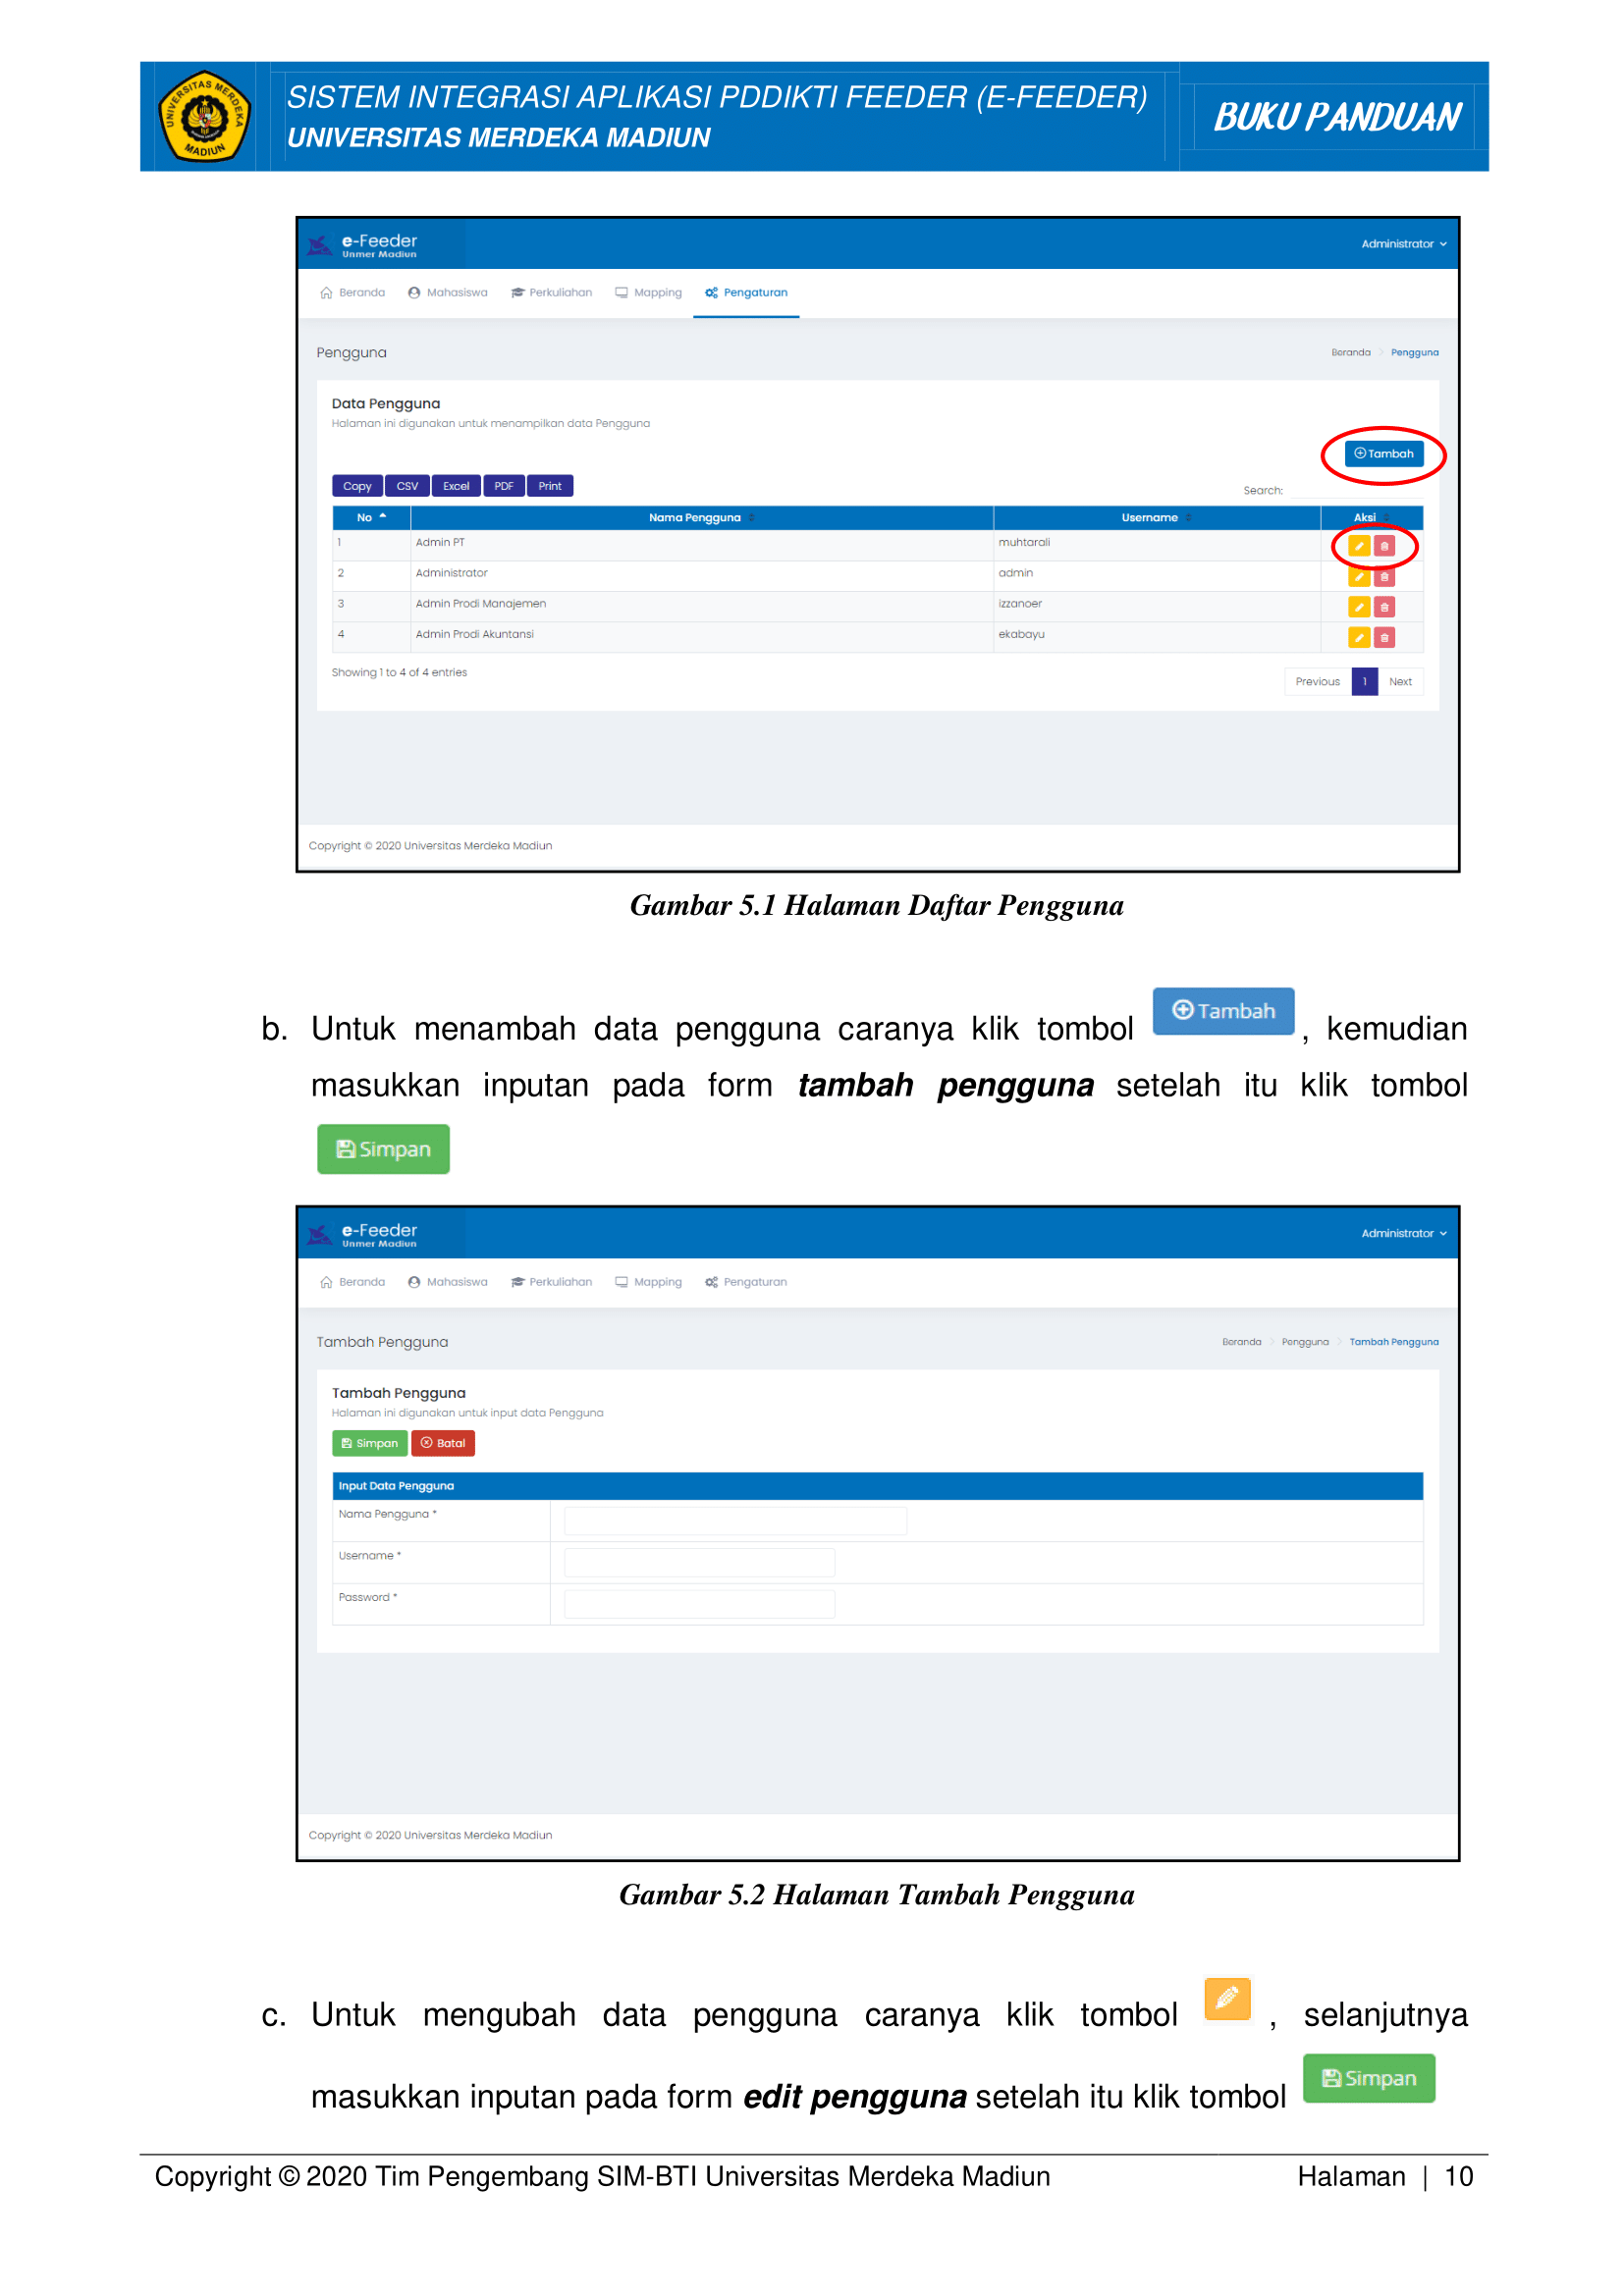 UNIVERSITAS MERDEKA
MADIUN
SISTEM INTEGRASI APLIKASI PDDIKTI FEEDER (E-FEEDER)
UNIVERSITAS MERDEKA MADIUN
BUKU PANDUAN
e-Feeder
Unmer Madiun
Administrator
Beranda Mahasiswa Perkuliahan Mapping Pengaturan
Pengguna
Beranda > Pengguna
Data Pengguna
Halaman ini digunakan untuk menampilkan data Pengguna
Tambah
Copy CSV Excel PDF Print
Search:
No Nama Pengguna Username Aksi
1 Admin PT muhtarali
2 Administrator admin
3 Admin Prodi Manajemen izzanoer
4 Admin Prodi Akuntansi ekabayu
Showing 1 to 4 of 4 entries
Previous 1 Next
Copyright © 2020 Universitas Merdeka Madiun
Gambar 5.1 Halaman Daftar Pengguna
b. Untuk menambah data pengguna caranya klik tombol Tambah , kemudian
masukkan inputan pada form tambah pengguna setelah itu klik tombol
Simpan
e-Feeder
Unmer Madiun
Administrator
Beranda Mahasiswa Perkuliahan Mapping Pengaturan
Tambah Pengguna
Beranda > Pengguna > Tambah Pengguna
Tambah Pengguna
Halaman ini digunakan untuk input data Pengguna
Simpan Batal
Input Data Pengguna
Nama Pengguna *
Username *
Password *
Copyright © 2020 Universitas Merdeka Madiun
Gambar 5.2 Halaman Tambah Pengguna
c. Untuk mengubah data pengguna caranya klik tombol , selanjutnya
masukkan inputan pada form edit pengguna setelah itu klik tombol Simpan
Copyright © 2020 Tim Pengembang SIM-BTI Universitas Merdeka Madiun
Halaman | 10